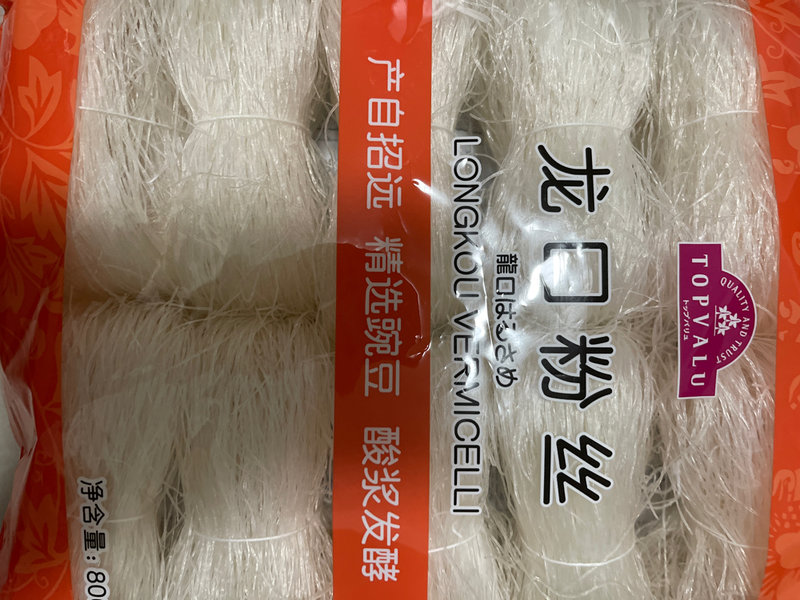 TOPVALU
QUALITY AND TRUST
トップバリュ
龙口粉丝
龍口はるさめ
LONGKOU VERMICELLI
产自招远 精选豌豆 酸浆发酵
净含量：80